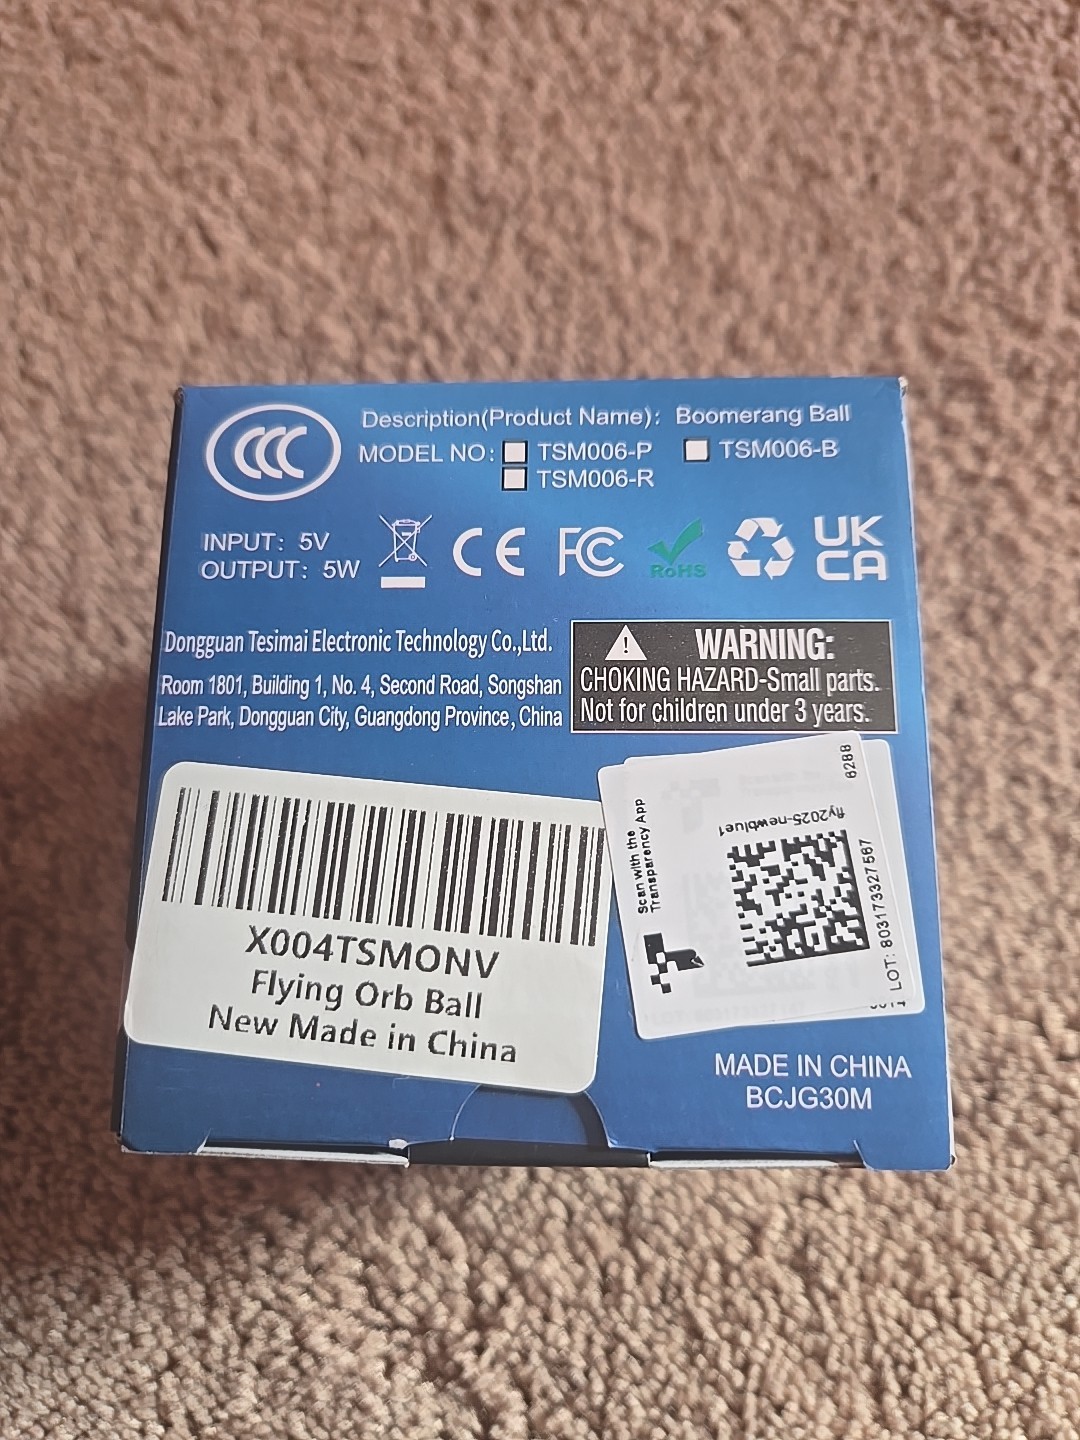 CCC
Description(Product Name): Boomerang Ball
MODEL NO: TSM006-P TSM006-B
TSM006-R
INPUT: 5V
OUTPUT: 5W
CE FC RoHS UK
CA
Dongguan Tesimai Electronic Technology Co.,Ltd.
Room 1801, Building 1, No. 4, Second Road, Songshan
Lake Park, Dongguan City, Guangdong Province, China
WARNING:
CHOKING HAZARD-Small parts.
Not for children under 3 years.
X004TSMONV
Flying Orb Ball
New Made in China
Scan with the
Transparency App
fly2025-newblue1
6288
LOT: 803173327567
MADE IN CHINA
BCJG30M